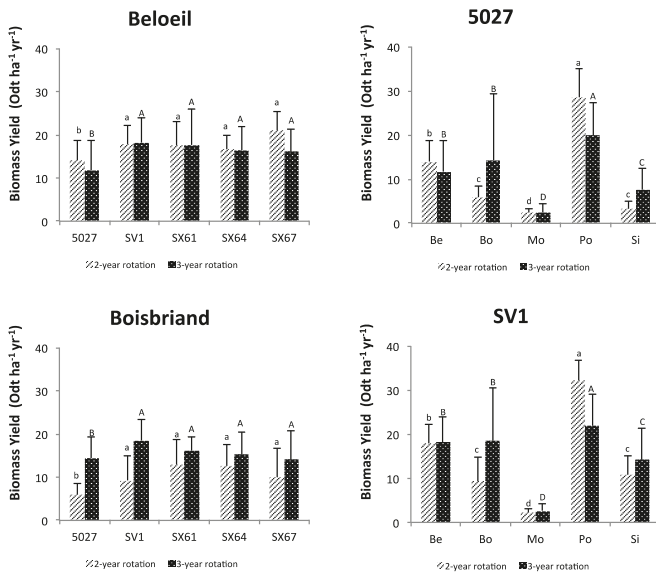 Beloeil
Biomass Yield (Odt ha⁻¹ yr⁻¹)
40
30
20
10
0
b B a A a A a A a A
5027 SV1 SX61 SX64 SX67
2-year rotation 3-year rotation
5027
Biomass Yield (Odt ha⁻¹ yr⁻¹)
40
30
20
10
0
b B c B d D a A c C
Be Bo Mo Po Si
2-year rotation 3-year rotation
Boisbriand
Biomass Yield (Odt ha⁻¹ yr⁻¹)
40
30
20
10
0
b B a A a A a A a A
5027 SV1 SX61 SX64 SX67
2-year rotation 3-year rotation
SV1
Biomass Yield (Odt ha⁻¹ yr⁻¹)
40
30
20
10
0
b B c B d D a A c C
Be Bo Mo Po Si
2-year rotation 3-year rotation